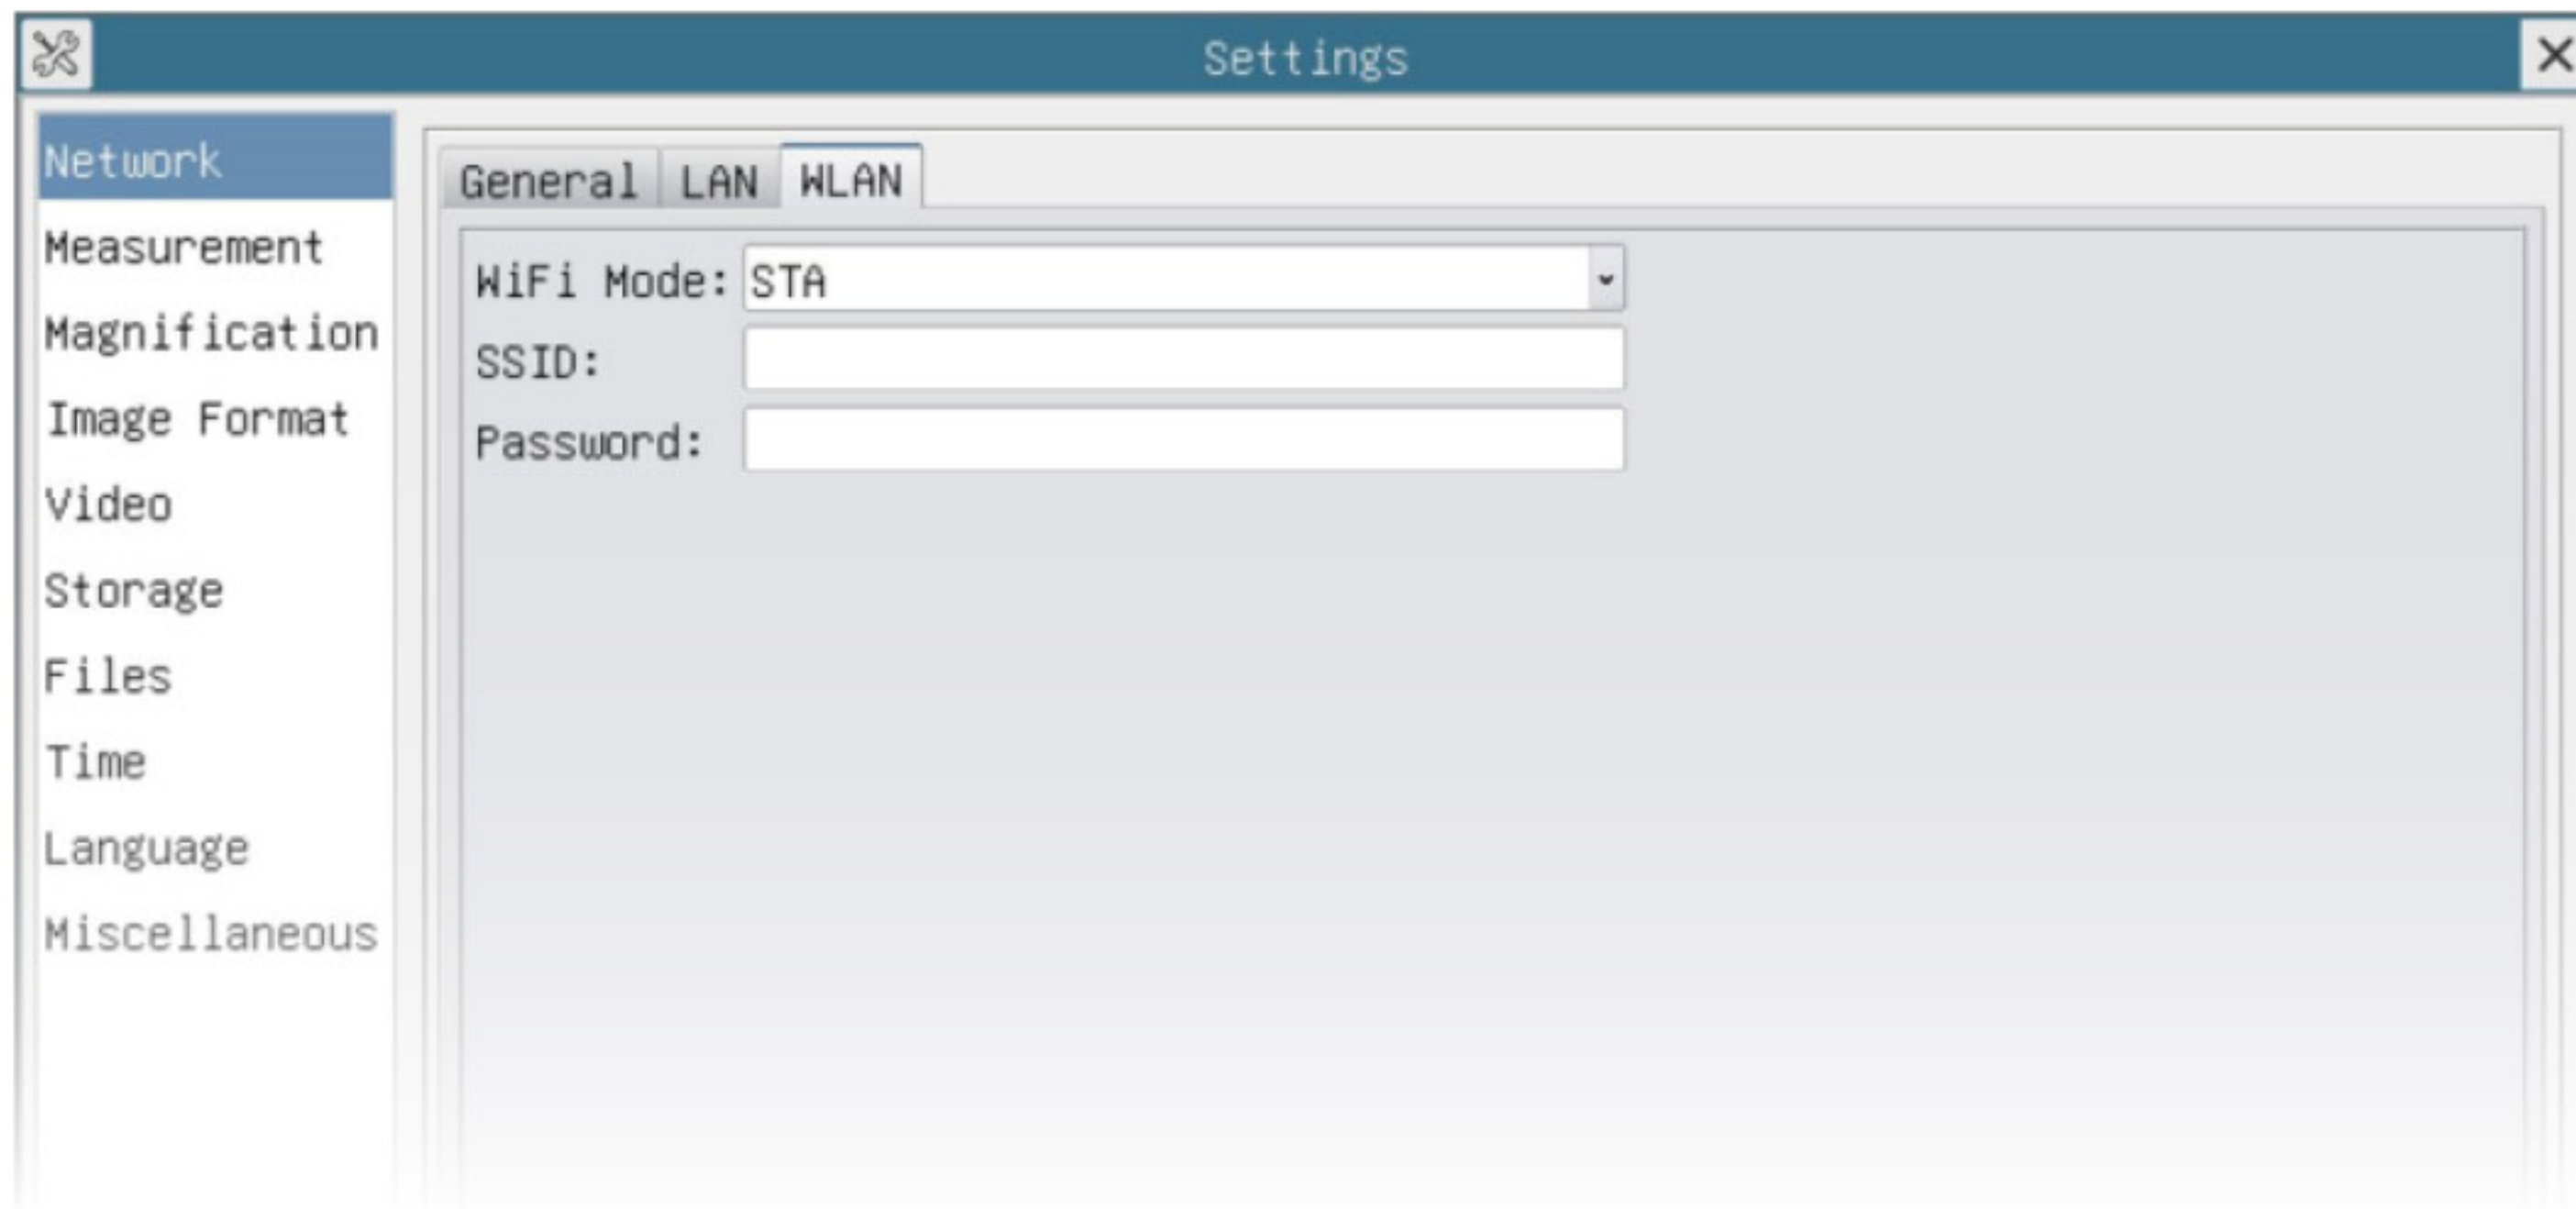 Settings
Network
Measurement
Magnification
Image Format
Video
Storage
Files
Time
Language
Miscellaneous
General LAN WLAN
WiFi Mode: STA
SSID:
Password: